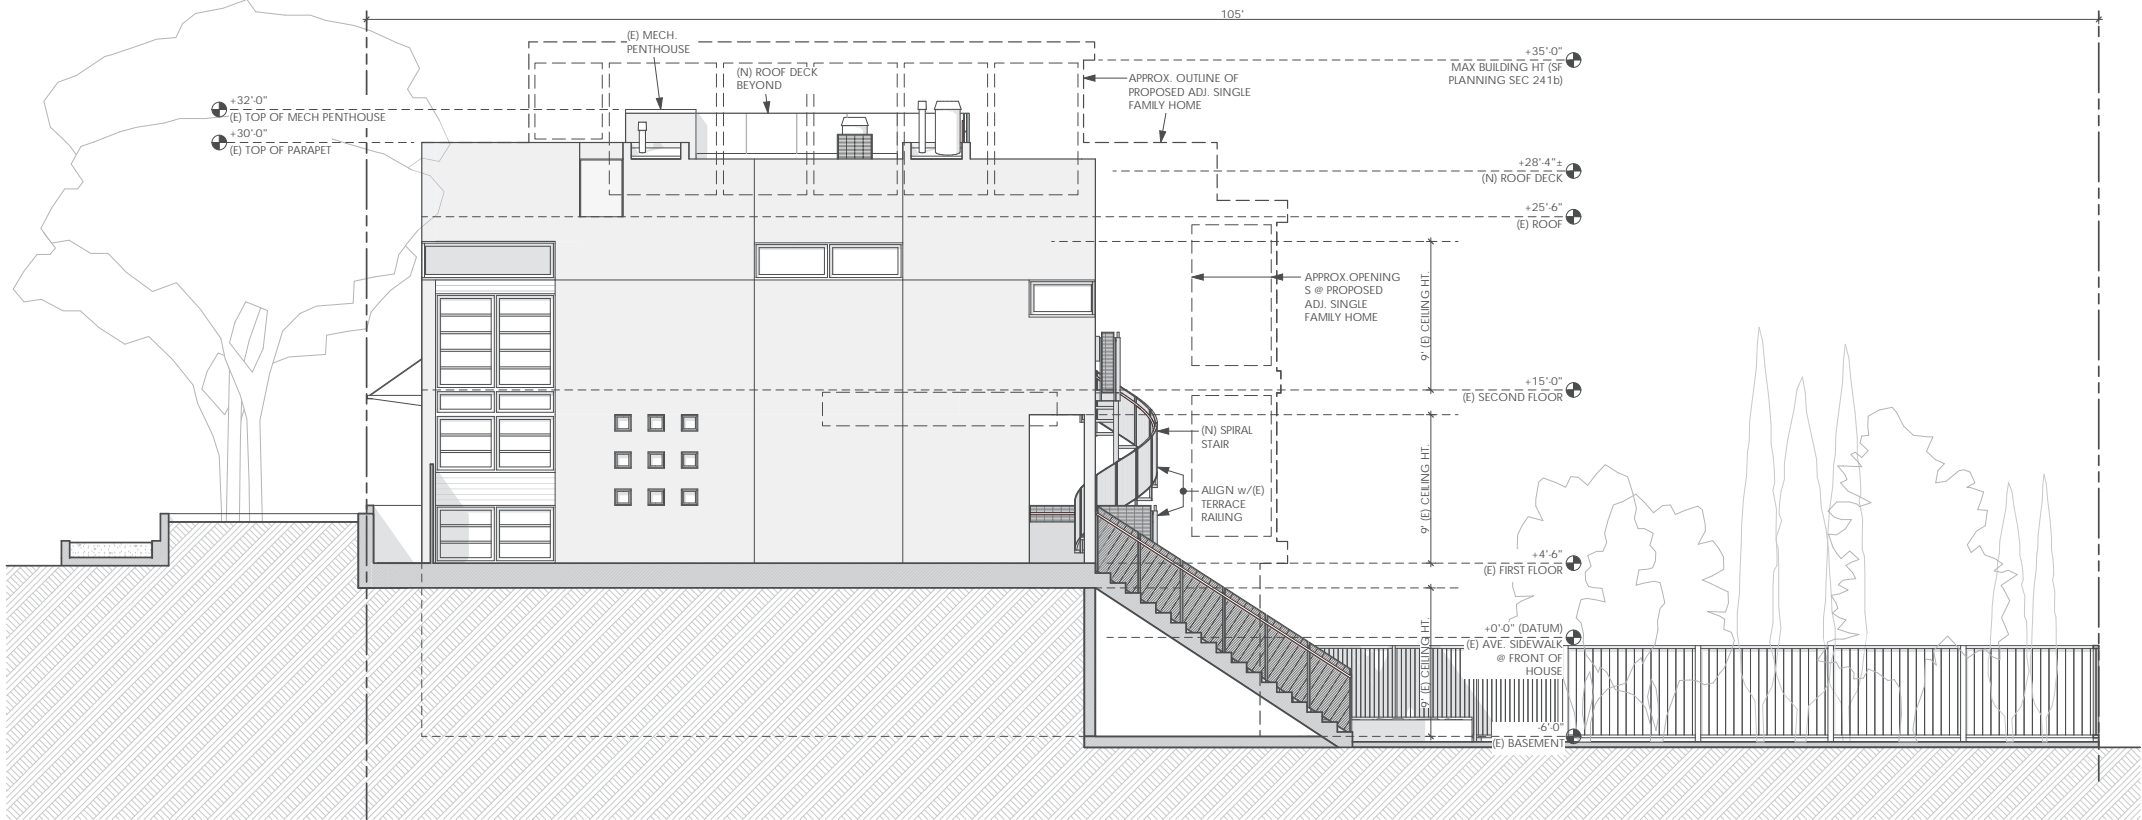 105'
(E) MECH.
PENTHOUSE
(N) ROOF DECK
BEYOND
APPROX. OUTLINE OF
PROPOSED ADJ. SINGLE
FAMILY HOME
+35'-0"
MAX BUILDING HT (SF
PLANNING SEC 241b)
+32'-0"
(E) TOP OF MECH PENTHOUSE
+30'-0"
(E) TOP OF PARAPET
+28'-4"±
(N) ROOF DECK
+25'-6"
(E) ROOF
APPROX.OPENING
S @ PROPOSED
ADJ. SINGLE
FAMILY HOME
9' (E) CEILING HT.
+15'-0"
(E) SECOND FLOOR
(N) SPIRAL
STAIR
9' (E) CEILING HT.
ALIGN w/(E)
TERRACE
RAILING
+4'-6"
(E) FIRST FLOOR
9' (E) CEILING HT.
+0'-0" (DATUM)
(E) AVE. SIDEWALK
@ FRONT OF
HOUSE
-6'-0"
(E) BASEMENT